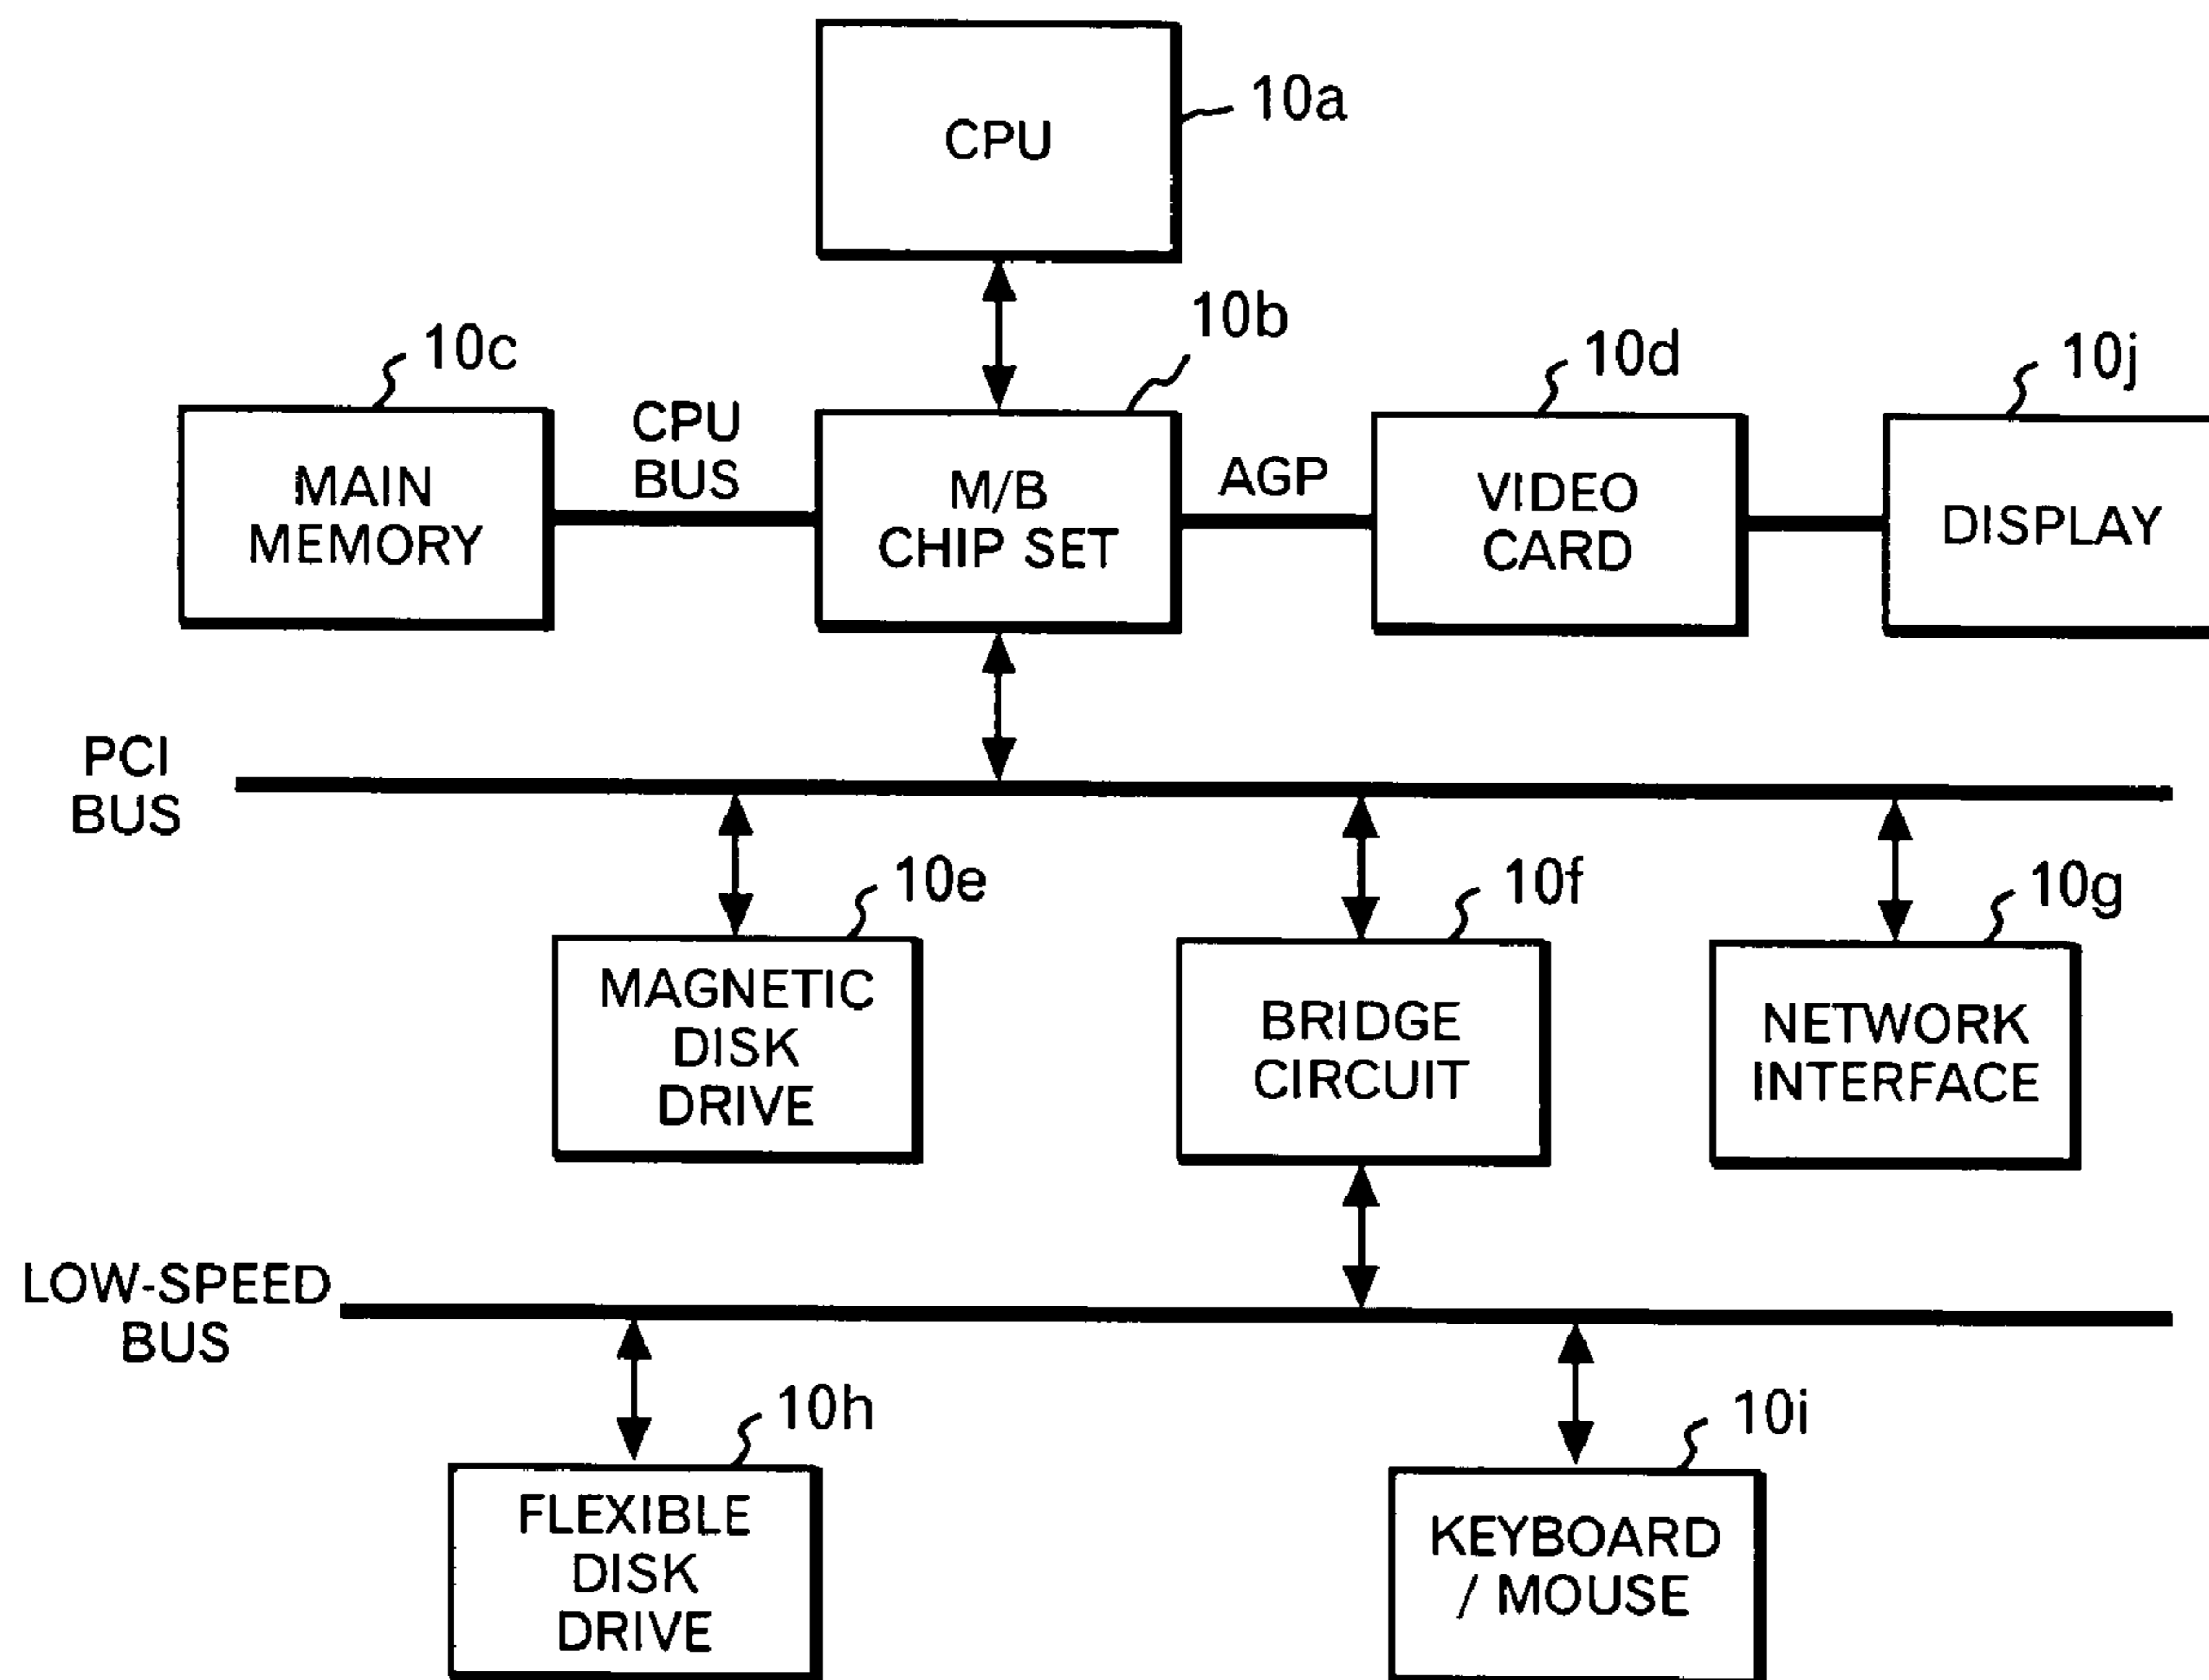 CPU
10a
10b
10c
10d
10j
MAIN
MEMORY
CPU
BUS
M/B
CHIP SET
AGP
VIDEO
CARD
DISPLAY
PCI
BUS
10e
10f
10g
MAGNETIC
DISK
DRIVE
BRIDGE
CIRCUIT
NETWORK
INTERFACE
LOW-SPEED
BUS
10h
10i
FLEXIBLE
DISK
DRIVE
KEYBOARD
/ MOUSE